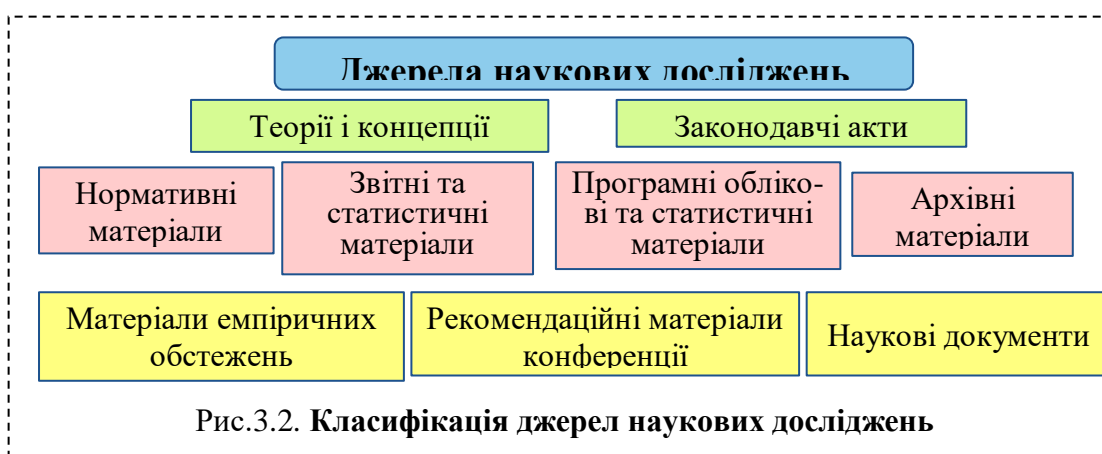 Джерела наукових досліджень
Теорії і концепції
Законодавчі акти
Нормативні
матеріали
Звітні та
статистичні
матеріали
Програмні обліко-
ві та статистичні
матеріали
Архівні
матеріали
Матеріали емпіричних
обстежень
Рекомендаційні матеріали
конференції
Наукові документи
Рис.3.2. Класифікація джерел наукових досліджень